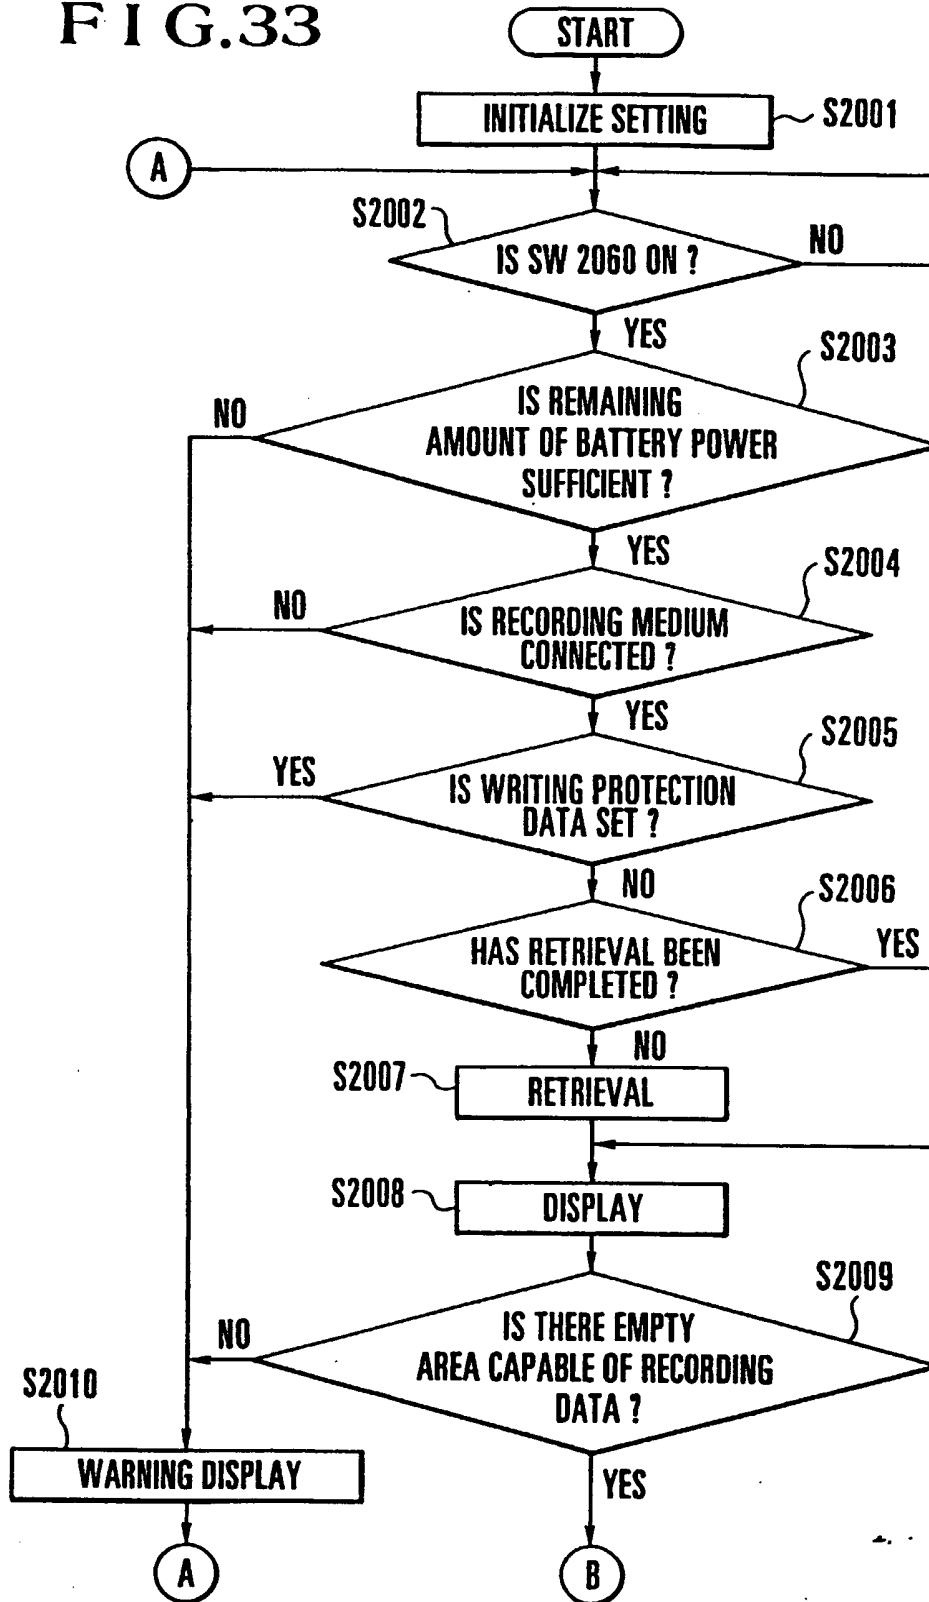 FIG.33
START
INITIALIZE SETTING
S2001
A
S2002
IS SW 2060 ON ?
NO
YES
S2003
IS REMAINING
AMOUNT OF BATTERY POWER
SUFFICIENT ?
NO
YES
S2004
IS RECORDING MEDIUM
CONNECTED ?
NO
YES
S2005
IS WRITING PROTECTION
DATA SET ?
YES
NO
S2006
HAS RETRIEVAL BEEN
COMPLETED ?
YES
NO
S2007
RETRIEVAL
S2008
DISPLAY
S2009
IS THERE EMPTY
AREA CAPABLE OF RECORDING
DATA ?
NO
S2010
WARNING DISPLAY
YES
A
B